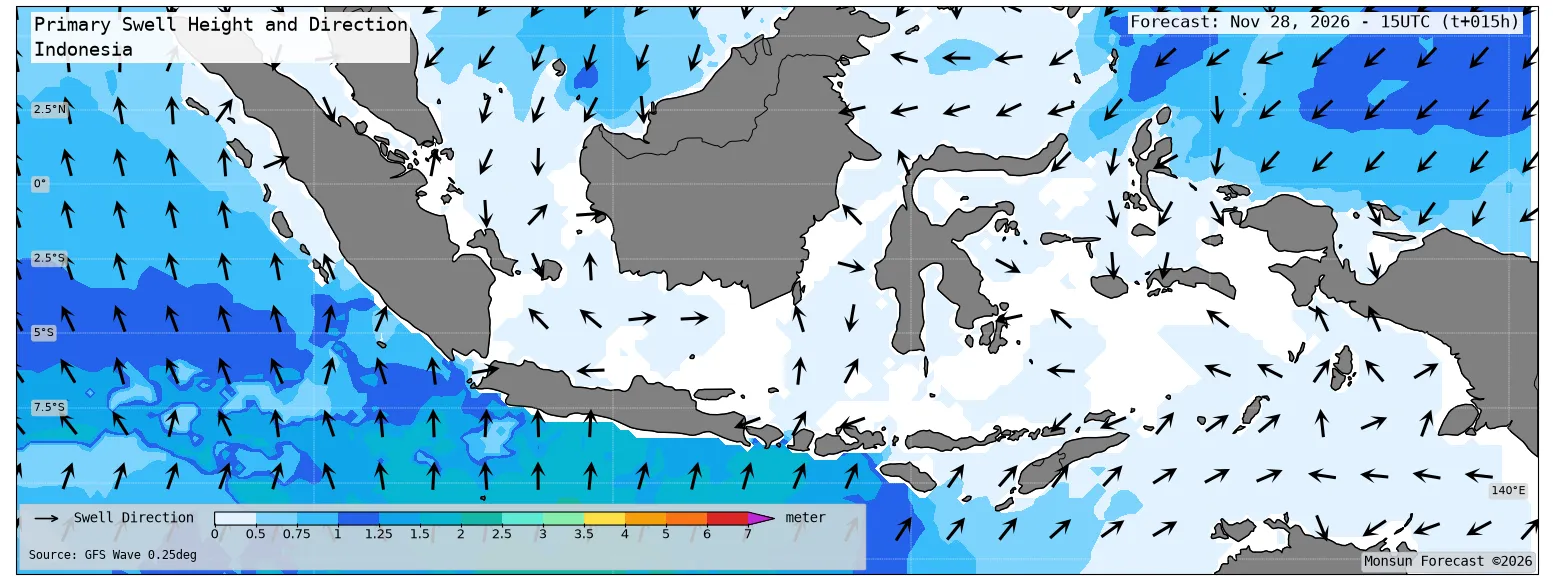 Primary Swell Height and Direction
Indonesia
Forecast: Nov 28, 2026 - 15UTC (t+015h)
2.5°N
0°
2.5°S
5°S
7.5°S
140°E
Swell Direction
meter
0 0.5 0.75 1 1.25 1.5 2 2.5 3 3.5 4 5 6 7
Source: GFS Wave 0.25deg
Monsun Forecast ©2026